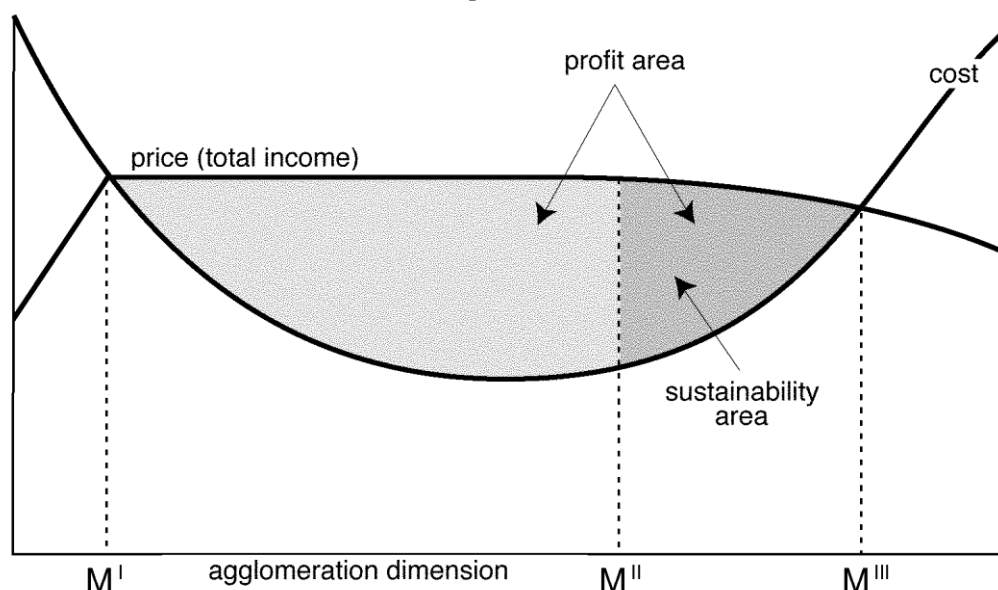 profit area
cost
price (total income)
sustainability
area
M I
agglomeration dimension
M II
M III